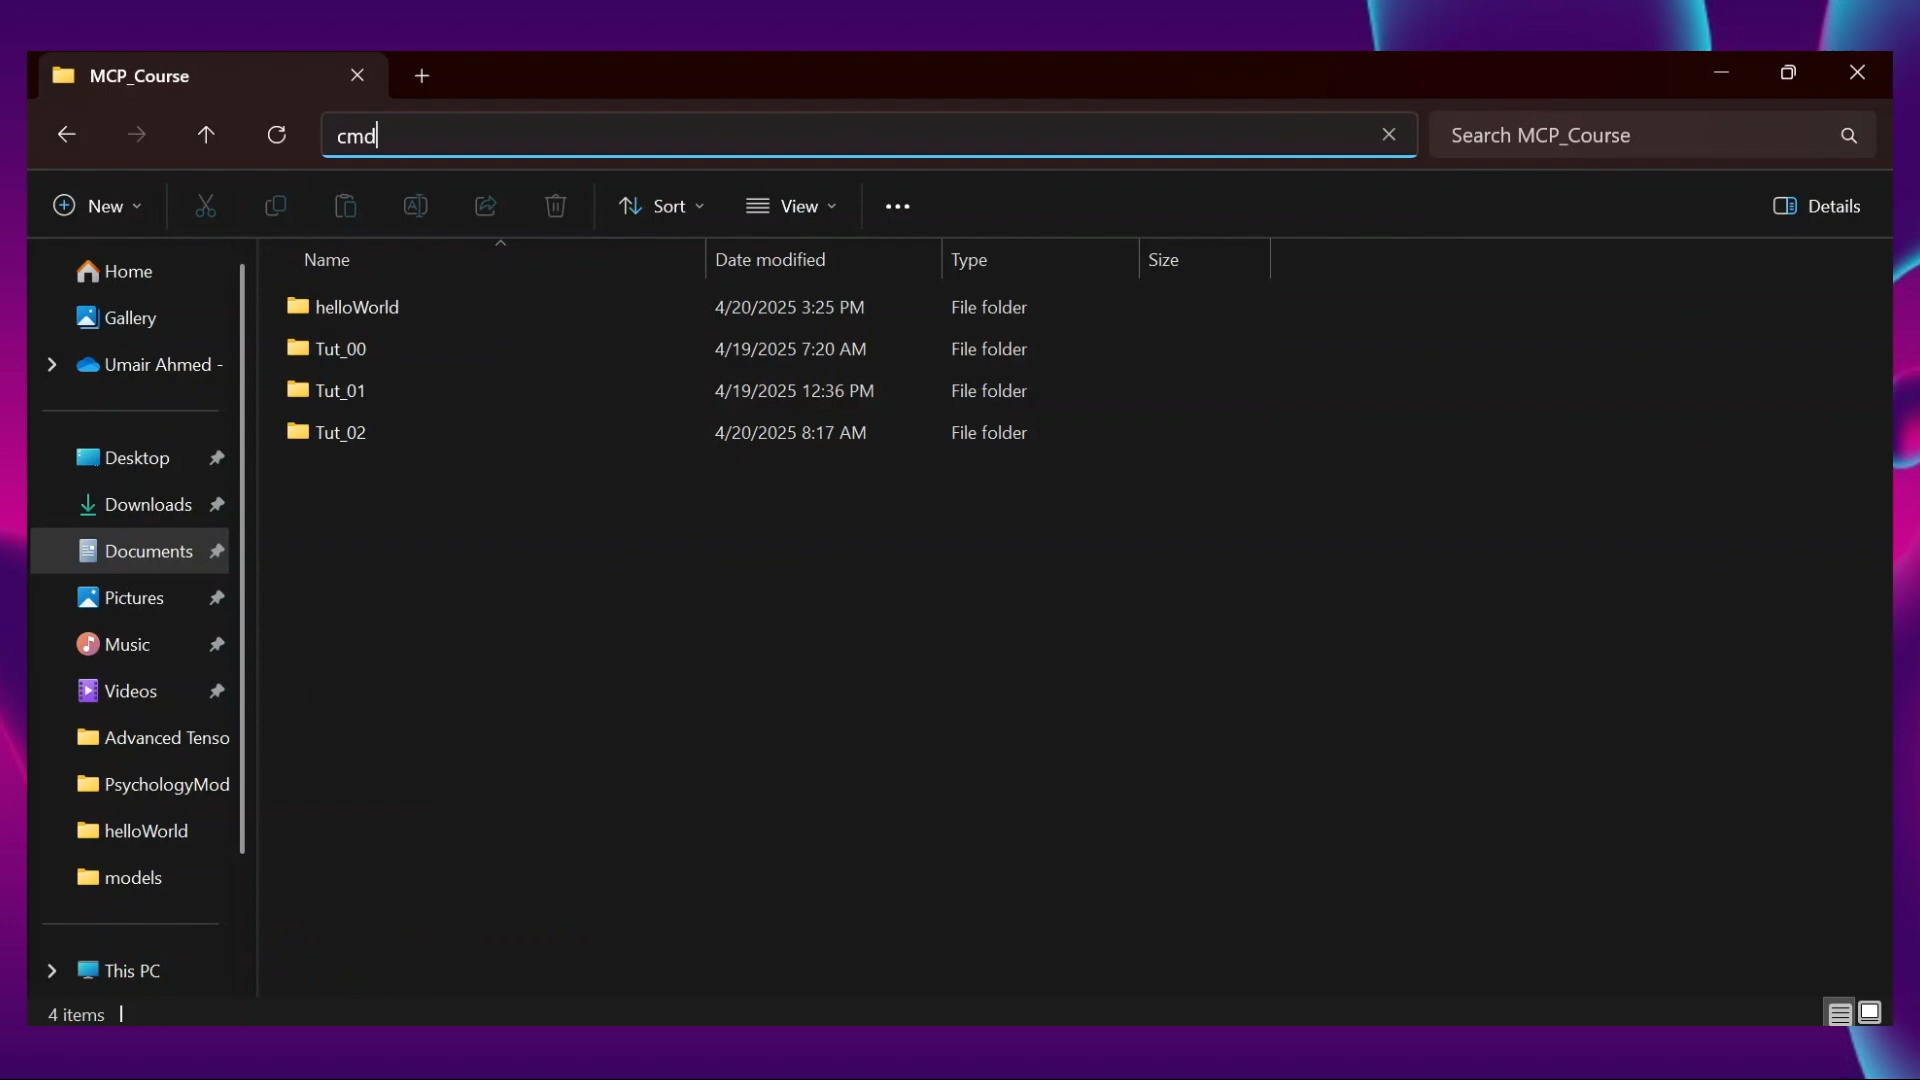 MCP_Course
cmd
Search MCP_Course
New
Sort
View
Details
Name Date modified Type Size
helloWorld 4/20/2025 3:25 PM File folder
Tut_00 4/19/2025 7:20 AM File folder
Tut_01 4/19/2025 12:36 PM File folder
Tut_02 4/20/2025 8:17 AM File folder
Home
Gallery
Umair Ahmed -
Desktop
Downloads
Documents
Pictures
Music
Videos
Advanced Tenso
PsychologyMod
helloWorld
models
This PC
4 items